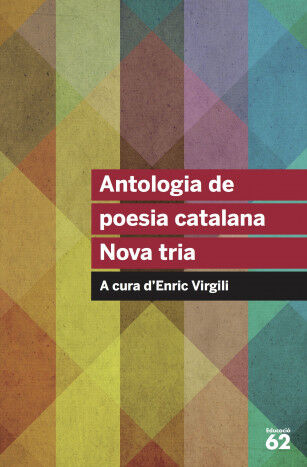 Antologia de
poesia catalana
Nova tria
A cura d'Enric Virgili
Educació
62